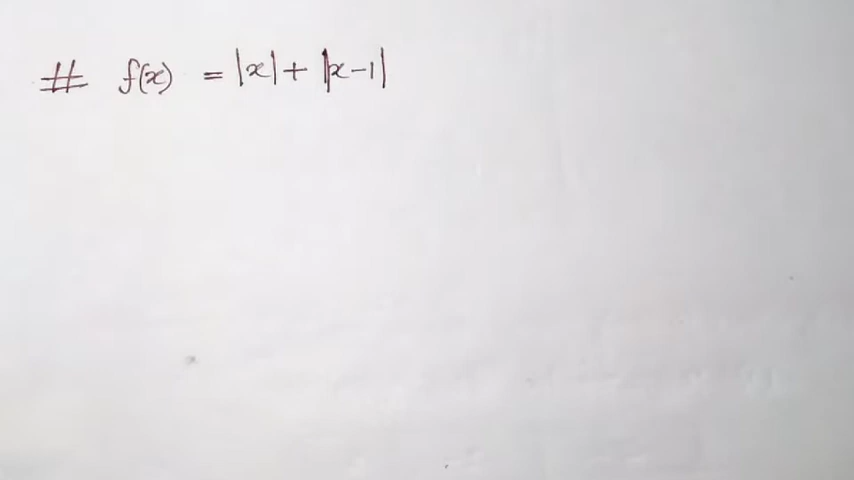 # f(x) = |x| + |x-1|